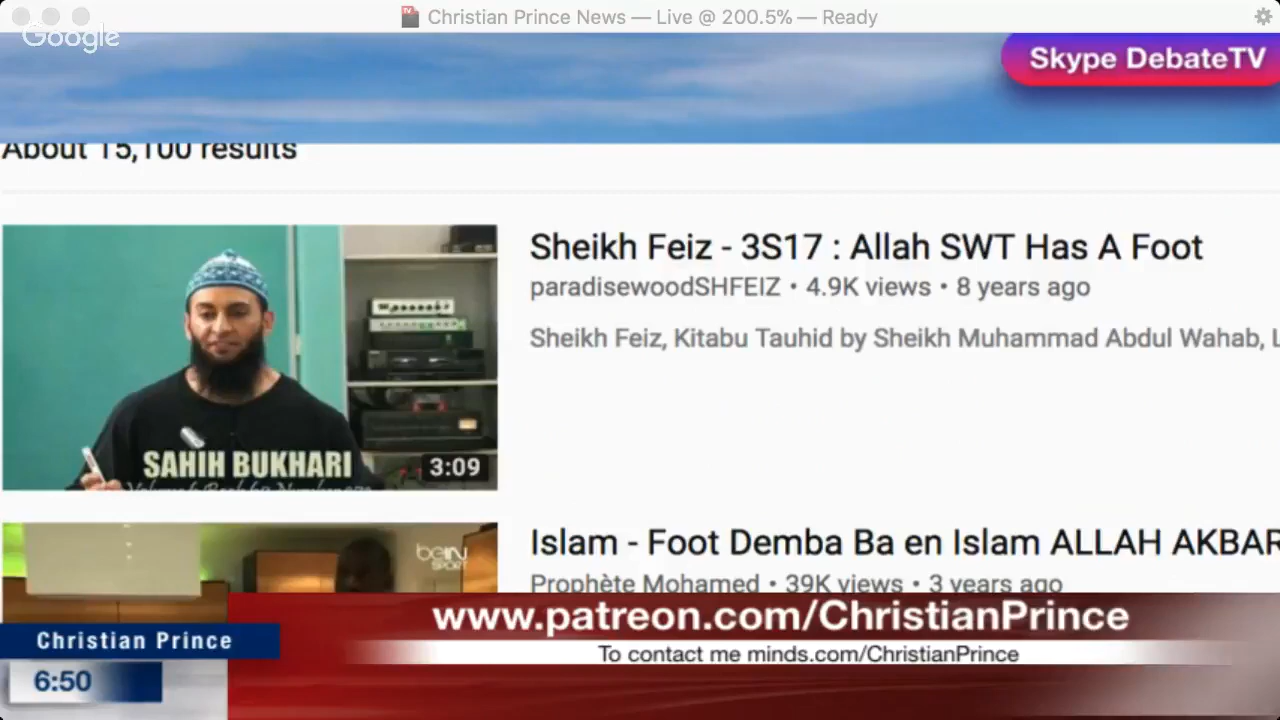 Christian Prince News — Live @ 200.5% — Ready
Google
Skype DebateTV
About 15,100 results
Sheikh Feiz - 3S17 : Allah SWT Has A Foot
paradisewoodSHFEIZ • 4.9K views • 8 years ago
Sheikh Feiz, Kitabu Tauhid by Sheikh Muhammad Abdul Wahab, L
TV
SAHIH BUKHARI
3:09
Islam - Foot Demba Ba en Islam ALLAH AKBAR
Prophète Mohamed • 39K views • 3 years ago
beIN
SPORT
www.patreon.com/ChristianPrince
To contact me minds.com/ChristianPrince
Christian Prince
6:50